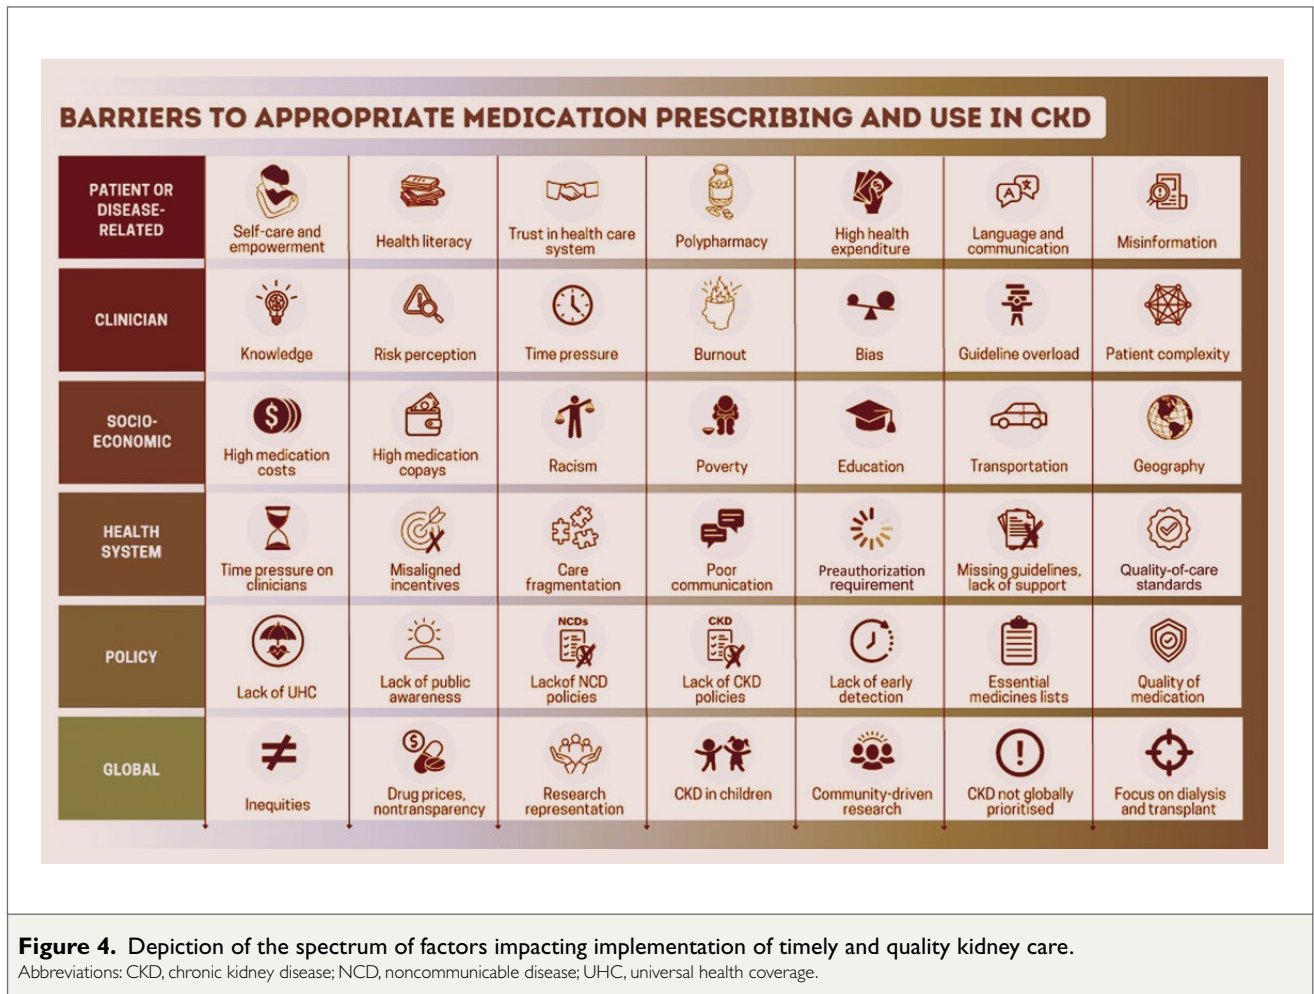 BARRIERS TO APPROPRIATE MEDICATION PRESCRIBING AND USE IN CKD
PATIENT OR
DISEASE-
RELATED
Self-care and
empowerment
Health literacy
Trust in health care
system
Polypharmacy
High health
expenditure
A
Language and
communication
Misinformation
CLINICIAN
Knowledge
Risk perception
Time pressure
Burnout
Bias
Guideline overload
Patient complexity
SOCIO-
ECONOMIC
$
High medication
costs
High medication
copays
Racism
Poverty
Education
Transportation
Geography
HEALTH
SYSTEM
Time pressure on
clinicians
Misaligned
incentives
Care
fragmentation
Poor
communication
Preauthorization
requirement
Missing guidelines,
lack of support
Quality-of-care
standards
POLICY
Lack of UHC
Lack of public
awareness
NCDs
Lackof NCD
policies
CKD
Lack of CKD
policies
Lack of early
detection
Essential
medicines lists
Quality of
medication
GLOBAL
≠
Inequities
$
Drug prices,
nontransparency
Research
representation
CKD in children
Community-driven
research
!
CKD not globally
prioritised
Focus on dialysis
and transplant
Figure 4. Depiction of the spectrum of factors impacting implementation of timely and quality kidney care.
Abbreviations: CKD, chronic kidney disease; NCD, noncommunicable disease; UHC, universal health coverage.